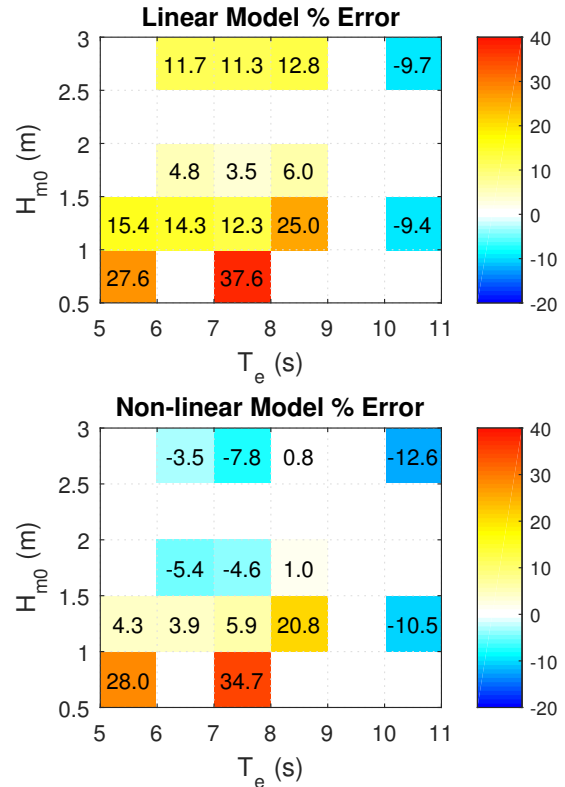 Linear Model % Error
3
2.5
2
1.5
1
0.5
H_m0 (m)
11.7 11.3 12.8 -9.7
4.8 3.5 6.0
15.4 14.3 12.3 25.0 -9.4
27.6 37.6
5 6 7 8 9 10 11
T_e (s)
40
30
20
10
0
-10
-20
Non-linear Model % Error
3
2.5
2
1.5
1
0.5
H_m0 (m)
-3.5 -7.8 0.8 -12.6
-5.4 -4.6 1.0
4.3 3.9 5.9 20.8 -10.5
28.0 34.7
5 6 7 8 9 10 11
T_e (s)
40
30
20
10
0
-10
-20